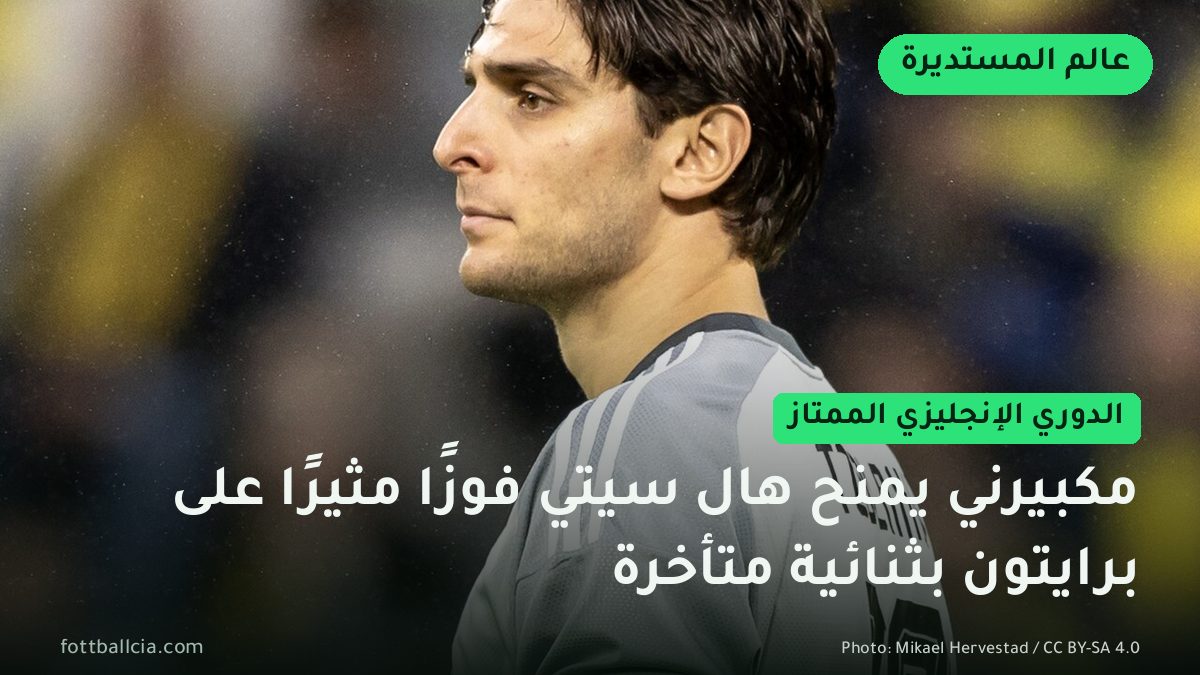 عالم المستديرة
الدوري الإنجليزي الممتاز
مكبيرني يمنح هال سيتي فوزًا مثيرًا على
برايتون بثنائية متأخرة
fottballcia.com
Photo: Mikael Hervestad / CC BY-SA 4.0